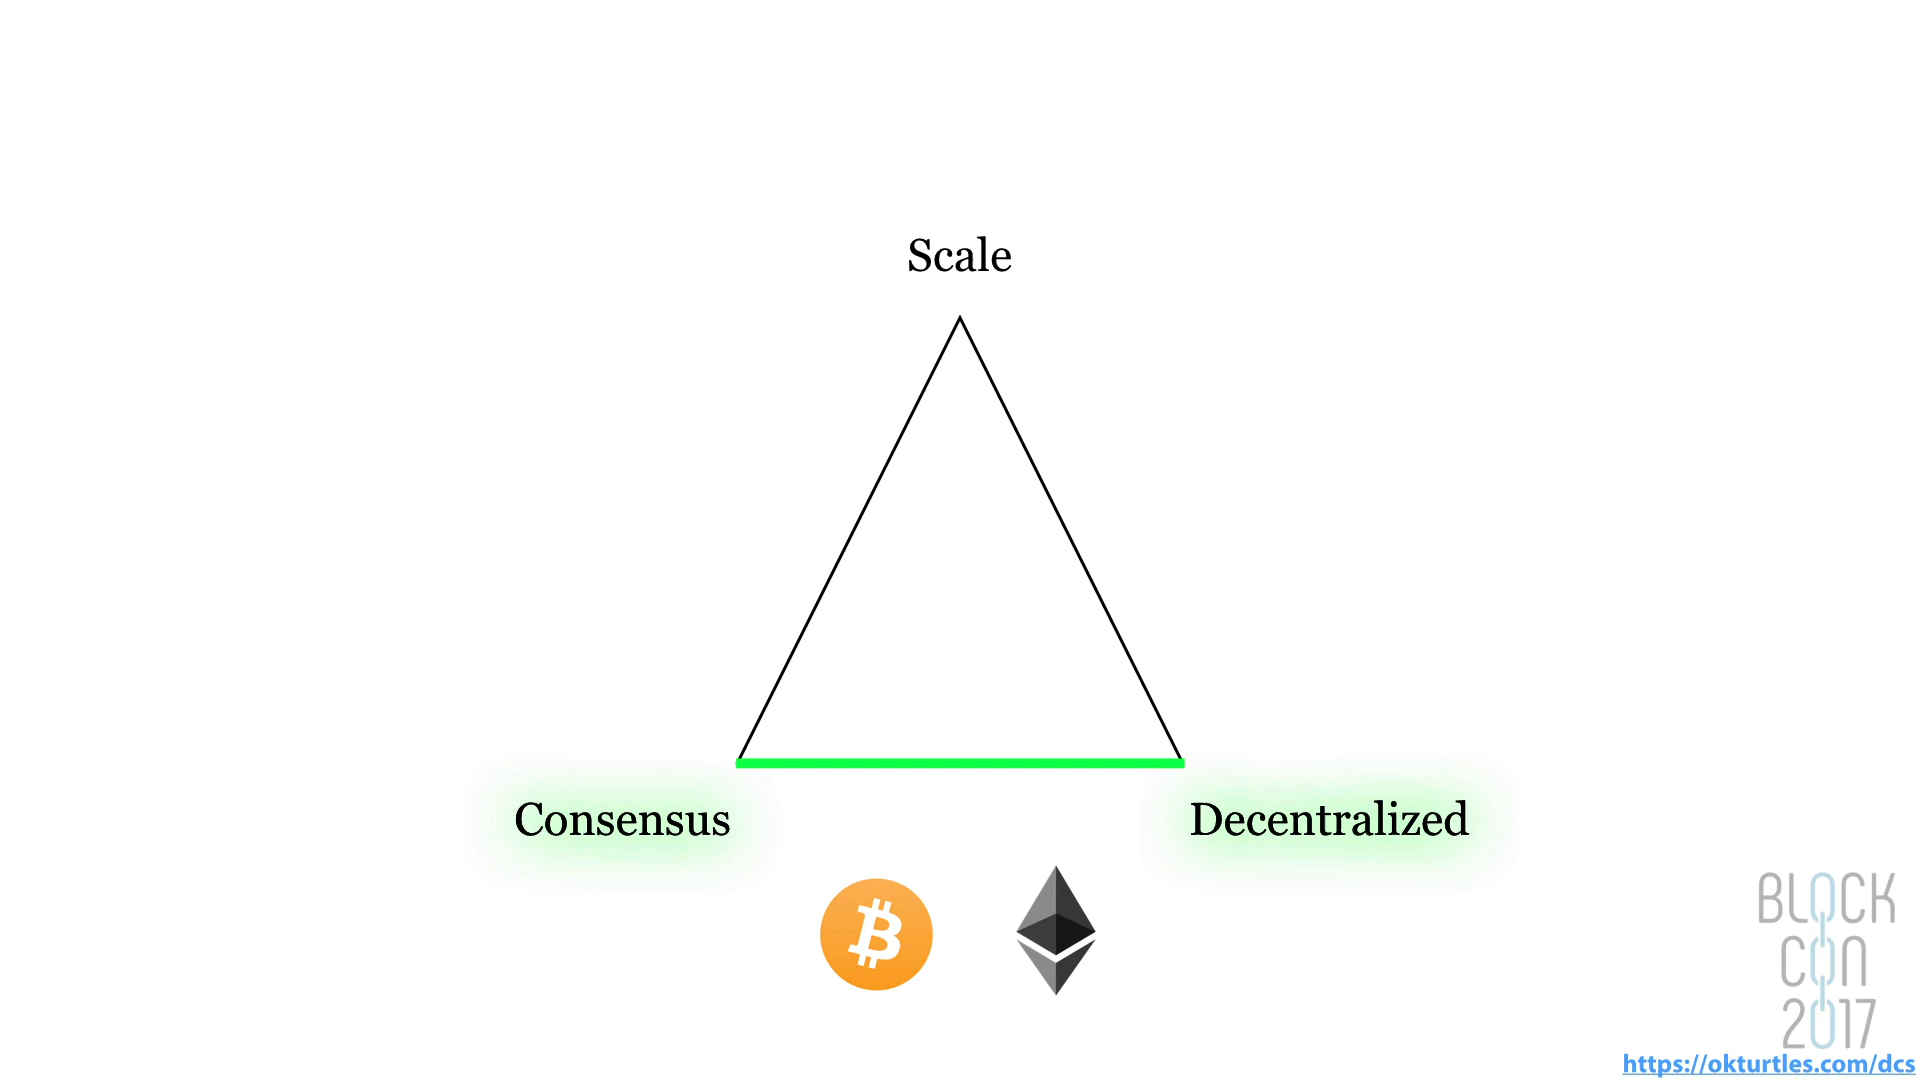 Scale
Consensus
Decentralized
BLOCK
CON
2017
https://okturtles.com/dcs